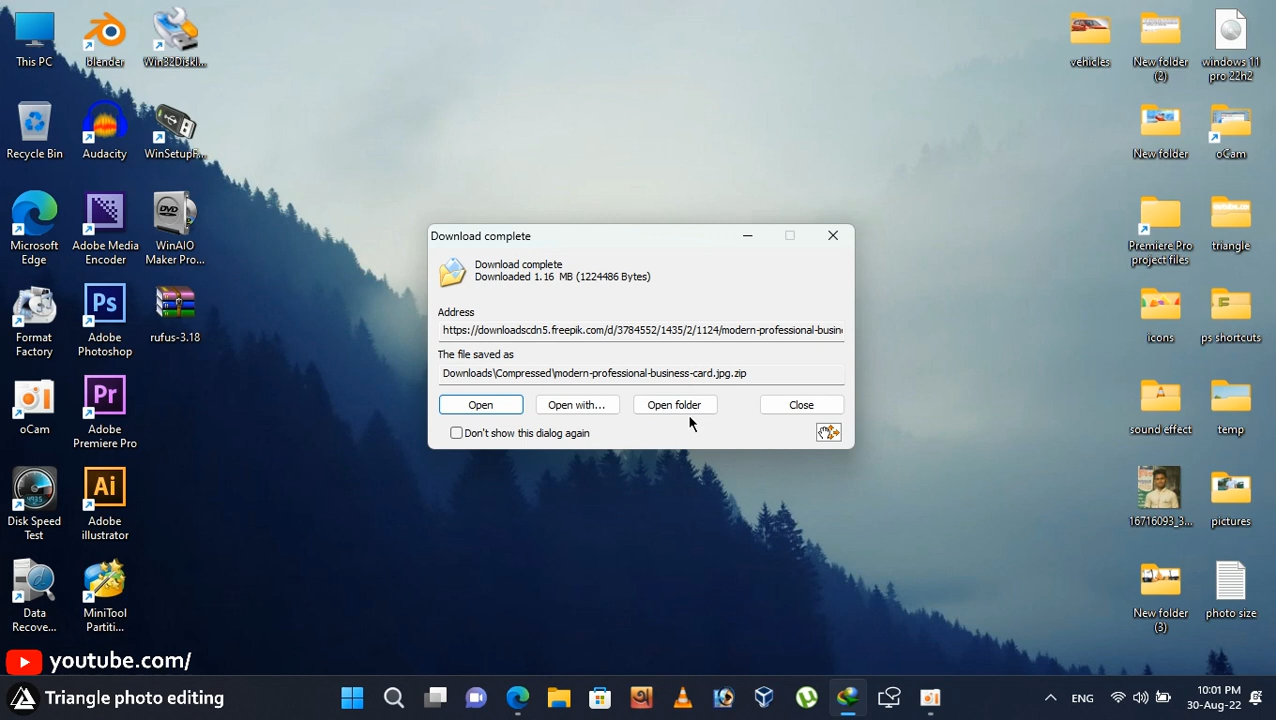 This PC
blender
Win32DiskI...
Recycle Bin
Audacity
WinSetupF...
Microsoft
Edge
Adobe Media
Encoder
WinAIO
Maker Pro...
Format
Factory
Adobe
Photoshop
rufus-3.18
oCam
Adobe
Premiere Pro
Disk Speed
Test
Adobe
illustrator
Data
Recove...
MiniTool
Partiti...
Download complete
Download complete
Downloaded 1.16 MB (1224486 Bytes)
Address
https://downloadscdn5.freepik.com/d/3784552/1435/2/1124/modern-professional-busin
The file saved as
Downloads\Compressed\modern-professional-business-card.jpg.zip
Open
Open with...
Open folder
Close
Don't show this dialog again
vehicles
New folder
(2)
windows 11
pro 22h2
New folder
oCam
Premiere Pro
project files
triangle
icons
ps shortcuts
sound effect
temp
16716093_3...
pictures
New folder
(3)
photo size
youtube.com/
Triangle photo editing
ENG
10:01 PM
30-Aug-22